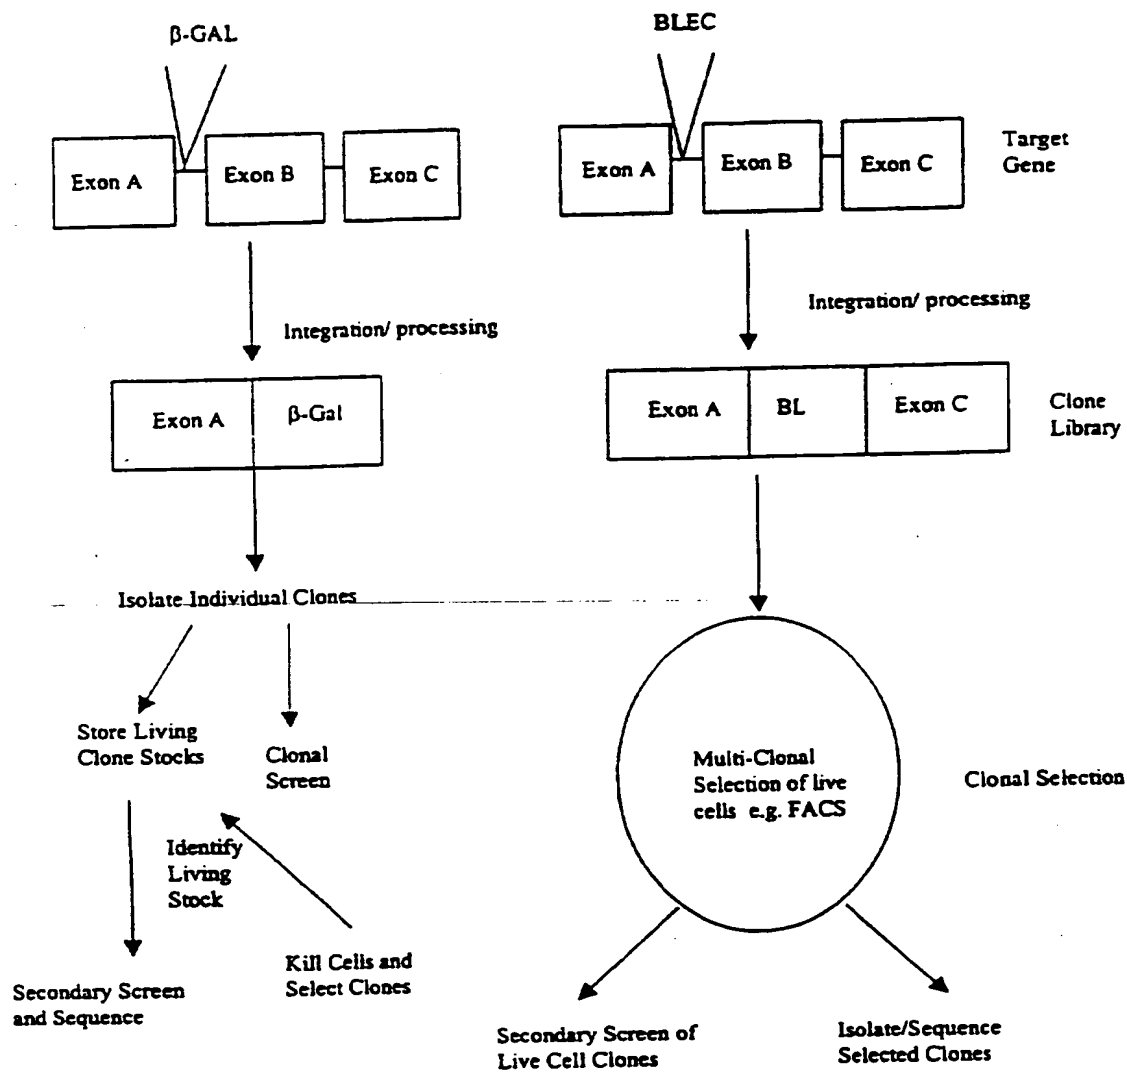 β-GAL
Exon A
Exon B
Exon C
Integration/ processing
Exon A
β-Gal
Isolate Individual Clones
Store Living
Clone Stocks
Clonal
Screen
Identify
Living
Stock
Kill Cells and
Select Clones
Secondary Screen
and Sequence
BLEC
Exon A
Exon B
Exon C
Target
Gene
Integration/ processing
Exon A
BL
Exon C
Clone
Library
Multi-Clonal
Selection of live
cells e.g. FACS
Clonal Selection
Secondary Screen of
Live Cell Clones
Isolate/Sequence
Selected Clones